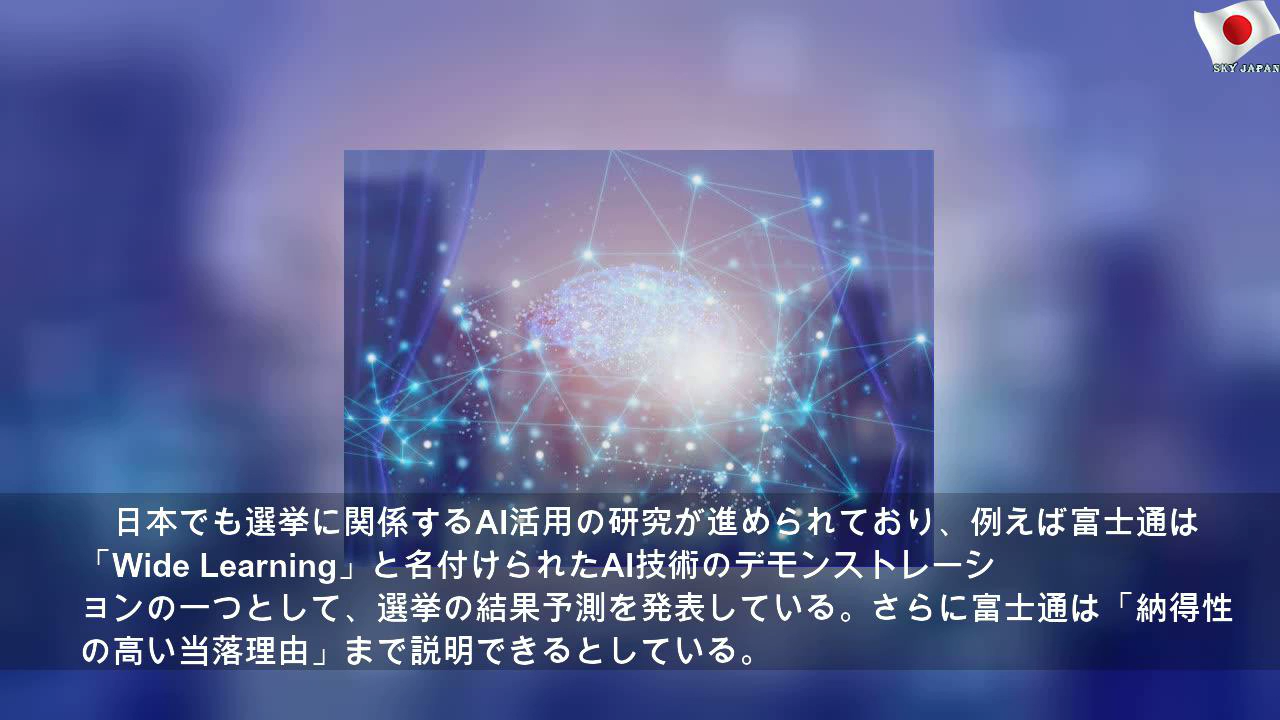 SKY JAPAN
日本でも選挙に関係するAI活用の研究が進められており、例えば富士通は
「Wide Learning」と名付けられたAI技術のデモンストレーシ
ョンの一つとして、選挙の結果予測を発表している。さらに富士通は「納得性
の高い当落理由」まで説明できるとしている。